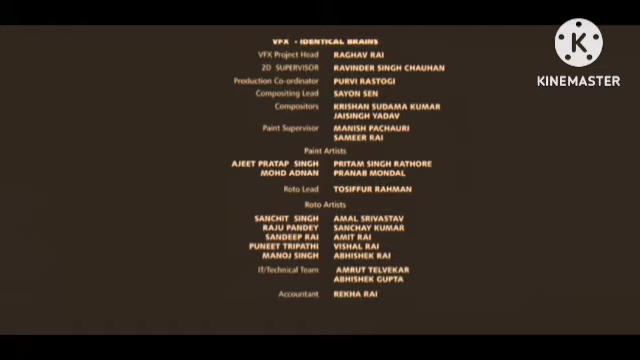 VFX - IDENTICAL BRAINS
VFX Project Head RAGHAV RAI
2D SUPERVISOR RAVINDER SINGH CHAUHAN
Production Co-ordinator PURVI RASTOGI
Compositing Lead SAYON SEN
Compositors KRISHAN SUDAMA KUMAR
JAISINGH YADAV
Paint Supervisor MANISH PACHAURI
SAMEER RAI
Paint Artists
AJEET PRATAP SINGH PRITAM SINGH RATHORE
MOHD ADNAN PRANAB MONDAL
Roto Lead TOSIFFUR RAHMAN
Roto Artists
SANCHIT SINGH AMAL SRIVASTAV
RAJU PANDEY SANCHAY KUMAR
SANDEEP RAI AMIT RAI
PUNEET TRIPATHI VISHAL RAI
MANOJ SINGH ABHISHEK RAI
IT/Technical Team AMRUT TELVEKAR
ABHISHEK GUPTA
Accountant REKHA RAI
K
KINEMASTER